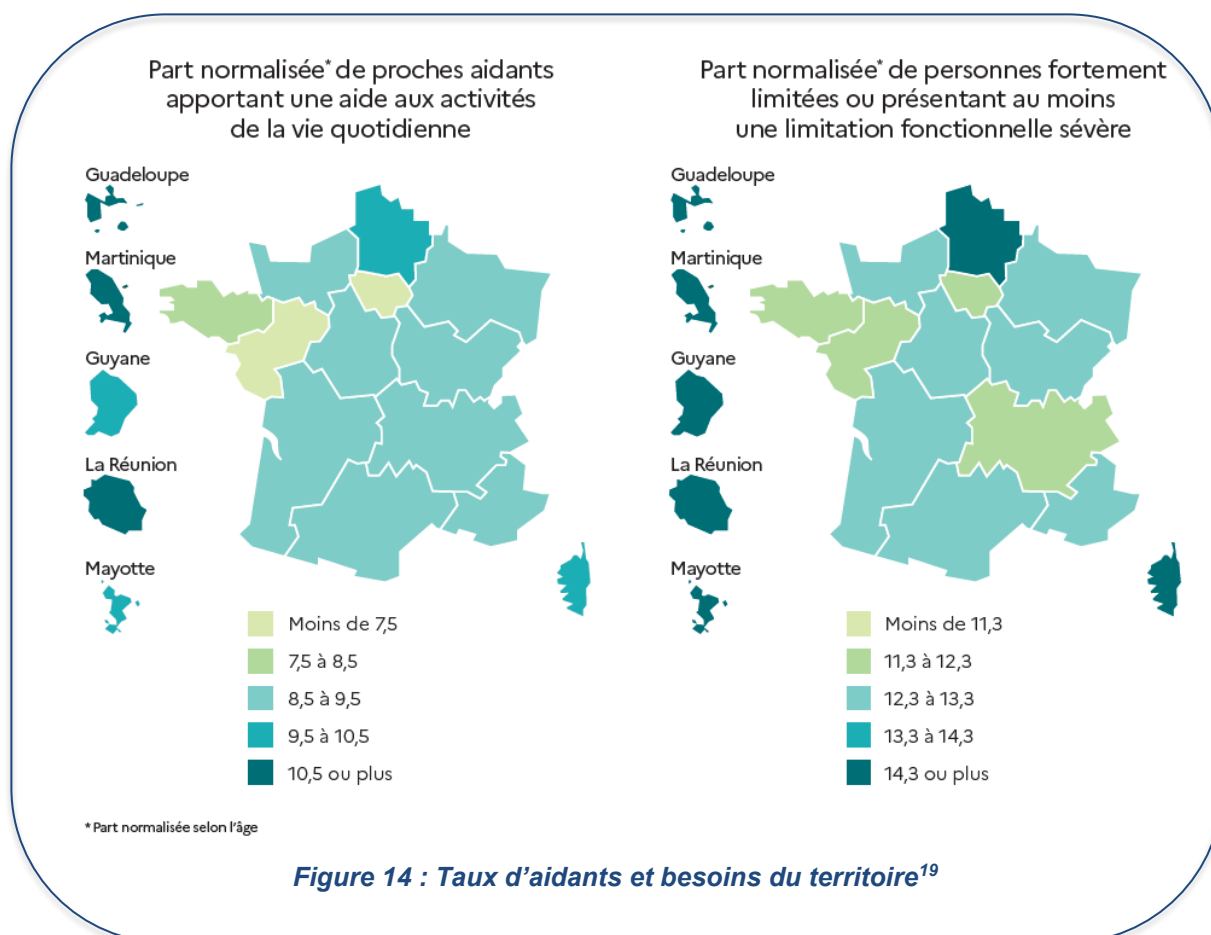 Part normalisée* de proches aidants
apportant une aide aux activités
de la vie quotidienne
Guadeloupe
Martinique
Guyane
La Réunion
Mayotte
Moins de 7,5
7,5 à 8,5
8,5 à 9,5
9,5 à 10,5
10,5 ou plus
Part normalisée* de personnes fortement
limitées ou présentant au moins
une limitation fonctionnelle sévère
Guadeloupe
Martinique
Guyane
La Réunion
Mayotte
Moins de 11,3
11,3 à 12,3
12,3 à 13,3
13,3 à 14,3
14,3 ou plus
* Part normalisée selon l'âge
Figure 14 : Taux d'aidants et besoins du territoire19